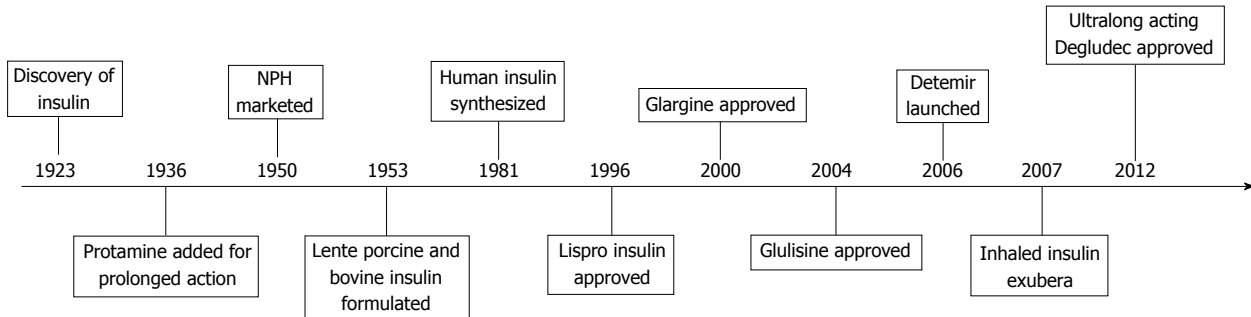 Ultralong acting
Degludec approved
Discovery of
insulin
NPH
marketed
Human insulin
synthesized
Glargine approved
Detemir
launched
1923 1936 1950 1953 1981 1996 2000 2004 2006 2007 2012
Protamine added for
prolonged action
Lente porcine and
bovine insulin
formulated
Lispro insulin
approved
Glulisine approved
Inhaled insulin
exubera